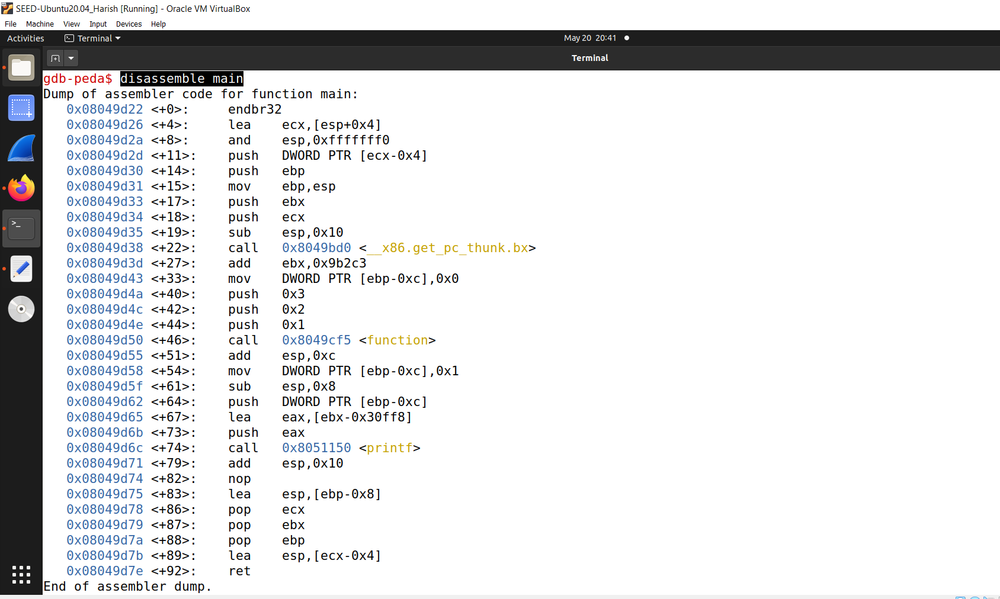 SEED-Ubuntu20.04_Harish [Running] - Oracle VM VirtualBox
File Machine View Input Devices Help
Activities Terminal May 20 20:41
Terminal
gdb-peda$ disassemble main
Dump of assembler code for function main:
0x08049d22 <+0>: endbr32
0x08049d26 <+4>: lea ecx,[esp+0x4]
0x08049d2a <+8>: and esp,0xfffffff0
0x08049d2d <+11>: push DWORD PTR [ecx-0x4]
0x08049d30 <+14>: push ebp
0x08049d31 <+15>: mov ebp,esp
0x08049d33 <+17>: push ebx
0x08049d34 <+18>: push ecx
0x08049d35 <+19>: sub esp,0x10
0x08049d38 <+22>: call 0x8049bd0 <__x86.get_pc_thunk.bx>
0x08049d3d <+27>: add ebx,0x9b2c3
0x08049d43 <+33>: mov DWORD PTR [ebp-0xc],0x0
0x08049d4a <+40>: push 0x3
0x08049d4c <+42>: push 0x2
0x08049d4e <+44>: push 0x1
0x08049d50 <+46>: call 0x8049cf5 <function>
0x08049d55 <+51>: add esp,0xc
0x08049d58 <+54>: mov DWORD PTR [ebp-0xc],0x1
0x08049d5f <+61>: sub esp,0x8
0x08049d62 <+64>: push DWORD PTR [ebp-0xc]
0x08049d65 <+67>: lea eax,[ebx-0x30ff8]
0x08049d6b <+73>: push eax
0x08049d6c <+74>: call 0x8051150 <printf>
0x08049d71 <+79>: add esp,0x10
0x08049d74 <+82>: nop
0x08049d75 <+83>: lea esp,[ebp-0x8]
0x08049d78 <+86>: pop ecx
0x08049d79 <+87>: pop ebx
0x08049d7a <+88>: pop ebp
0x08049d7b <+89>: lea esp,[ecx-0x4]
0x08049d7e <+92>: ret
End of assembler dump.